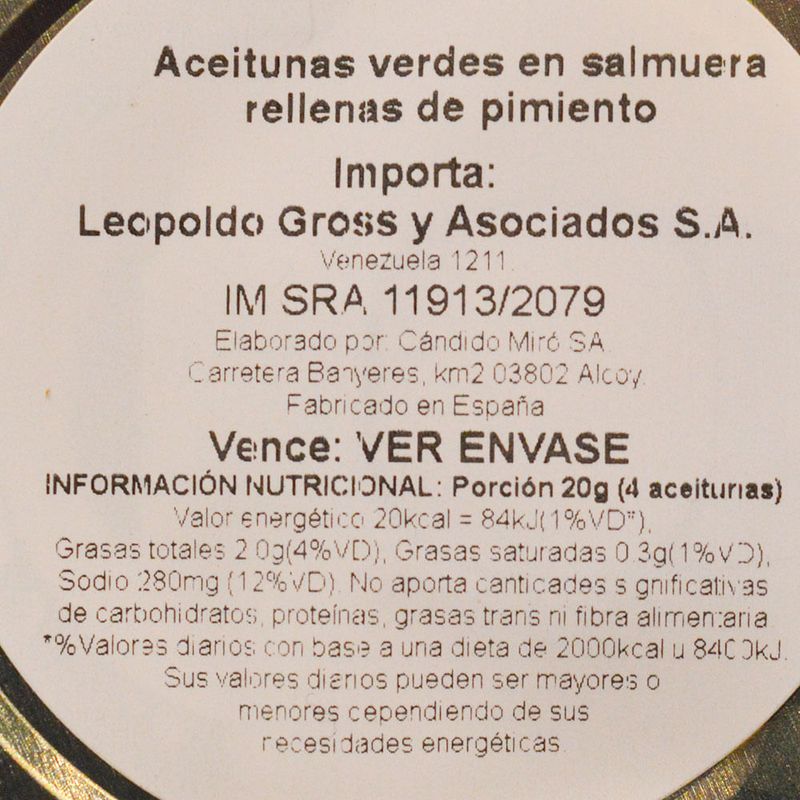 Aceitunas verdes en salmuera
rellenas de pimiento
Importa:
Leopoldo Gross y Asociados S.A.
Venezuela 1211.
IM SRA 11913/2079
Elaborado por: Cándido Miró SA
Carretera Banyeres, km2 03802 Alcoy.
Fabricado en España
Vence: VER ENVASE
INFORMACIÓN NUTRICIONAL: Porción 20g (4 aceitunas)
Valor energético 20kcal = 84kJ(1%VD*),
Grasas totales 2.0g(4%VD), Grasas saturadas 0.3g(1%VD),
Sodio 280mg (12%VD). No aporta cantidades significativas
de carbohidratos, proteínas, grasas trans ni fibra alimentaria.
*%Valores diarios con base a una dieta de 2000kcal u 8400kJ.
Sus valores diarios pueden ser mayores o
menores dependiendo de sus
necesidades energéticas.